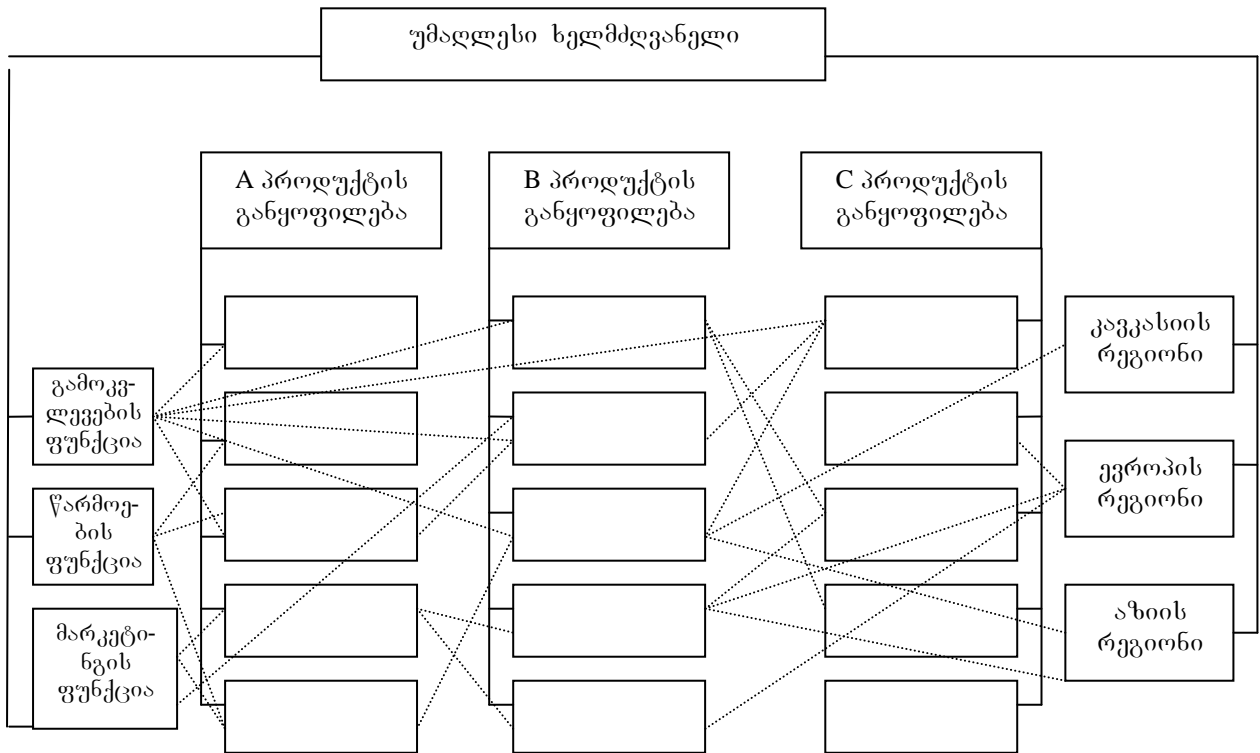 უმაღლესი ხელმძღვანელი
A პროდუქტის
განყოფილება
B პროდუქტის
განყოფილება
C პროდუქტის
განყოფილება
კავკასიის
რეგიონი
გამოკვ-
ლევების
ფუნქცია
ევროპის
რეგიონი
წარმოე-
ბის
ფუნქცია
აზიის
რეგიონი
მარკეტი-
ნგის
ფუნქცია